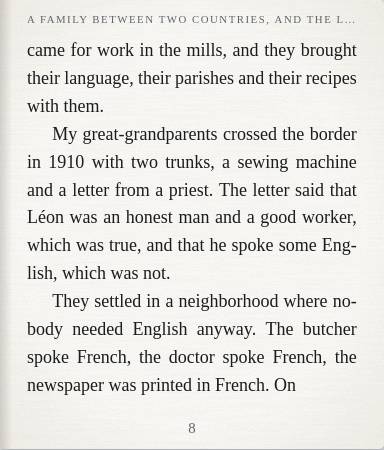 A FAMILY BETWEEN TWO COUNTRIES, AND THE L…
came for work in the mills, and they brought
their language, their parishes and their recipes
with them.
My great-grandparents crossed the border
in 1910 with two trunks, a sewing machine
and a letter from a priest. The letter said that
Léon was an honest man and a good worker,
which was true, and that he spoke some Eng-
lish, which was not.
They settled in a neighborhood where no-
body needed English anyway. The butcher
spoke French, the doctor spoke French, the
newspaper was printed in French. On
8